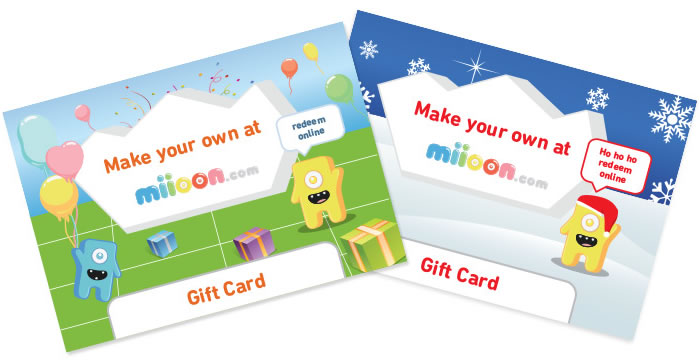 Make your own at
miioon.com
redeem
online
Gift Card
Make your own at
miioon.com
Ho ho ho
redeem
online
Gift Card